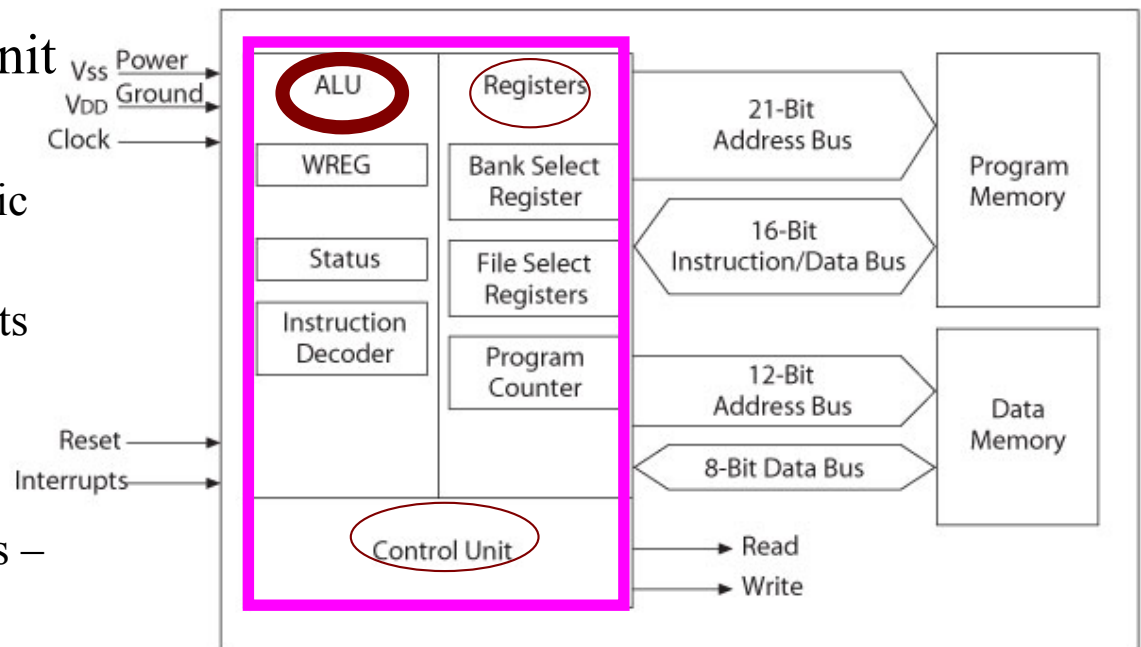 nit
Vss Power
VDD Ground
Clock
ic
ts
Reset
Interrupts
s –
ALU
WREG
Status
Instruction
Decoder
Registers
Bank Select
Register
File Select
Registers
Program
Counter
Control Unit
21-Bit
Address Bus
16-Bit
Instruction/Data Bus
12-Bit
Address Bus
8-Bit Data Bus
Read
Write
Program
Memory
Data
Memory